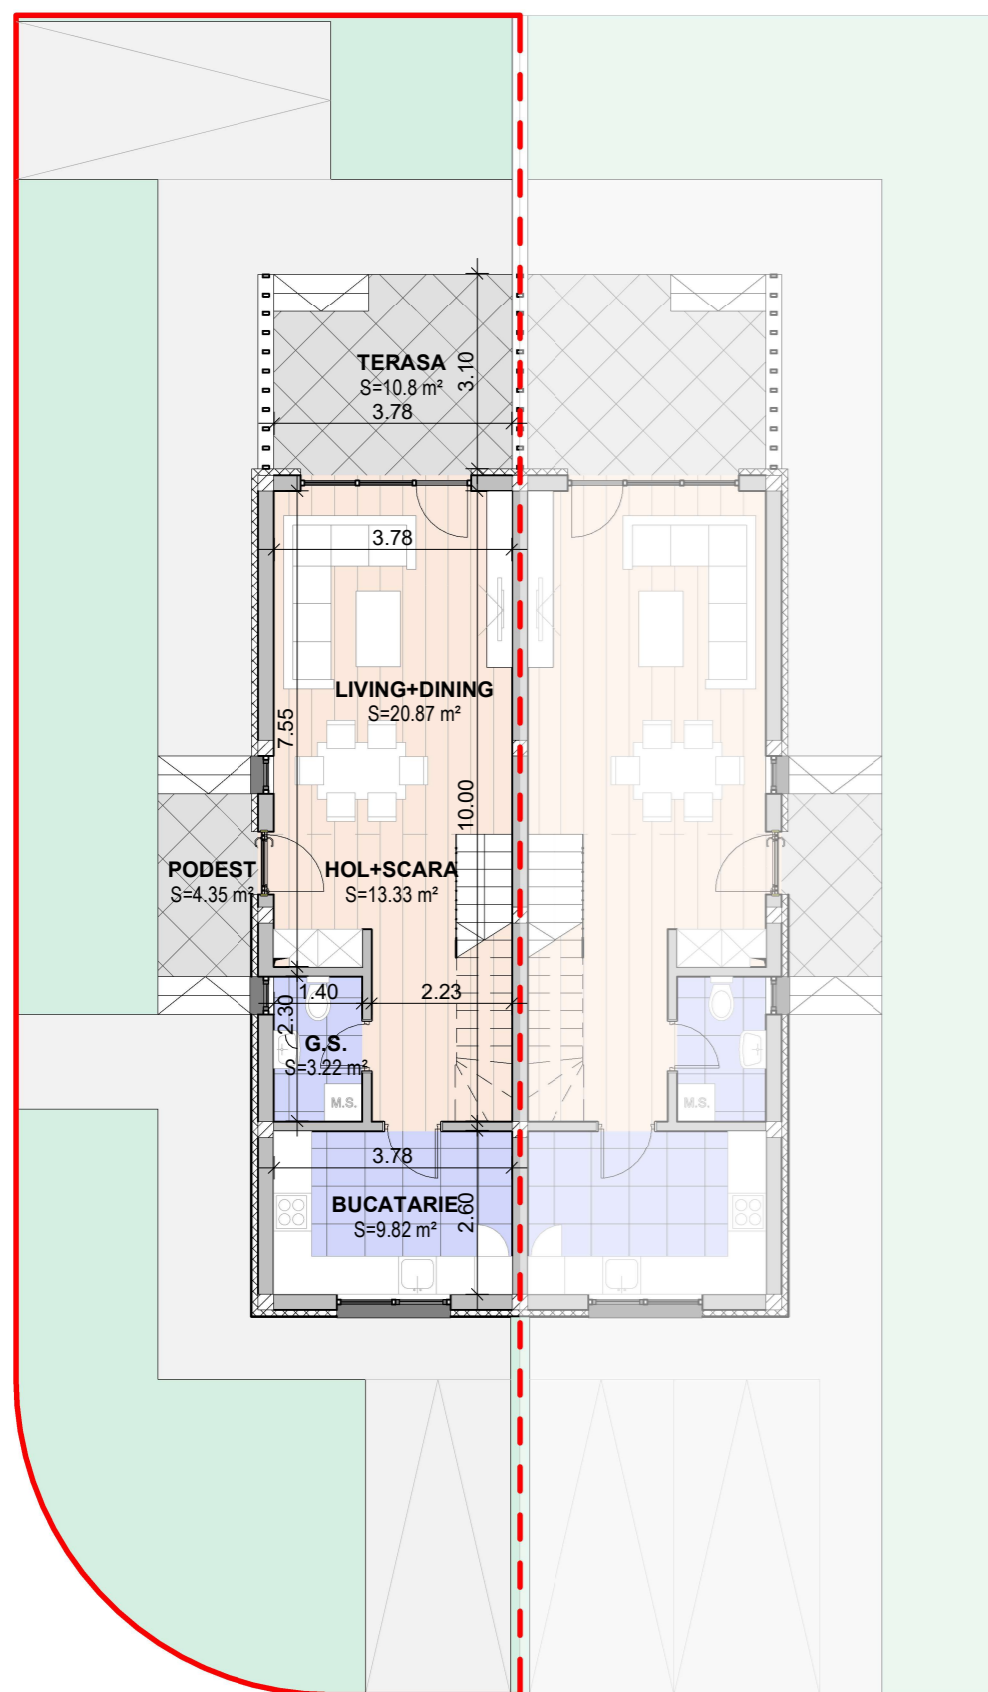 TERASA
S=10.8 m²
3.10
3.78
3.78
LIVING+DINING
S=20.87 m²
7.55
10.00
PODEST
S=4.35 m²
HOL+SCARA
S=13.33 m²
1.40
2.23
2.30
G.S.
S=3.22 m²
M.S.
M.S.
3.78
BUCATARIE
S=9.82 m²
2.60